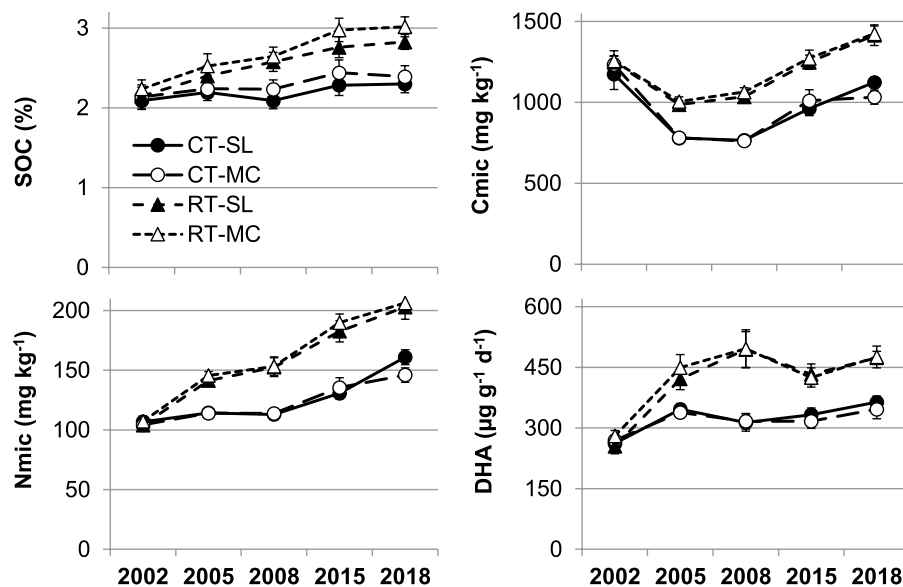 3
2
1
0
SOC (%)
CT-SL
CT-MC
RT-SL
RT-MC
1500
1000
500
0
Cmic (mg kg⁻¹)
200
150
100
50
0
Nmic (mg kg⁻¹)
2002 2005 2008 2015 2018
600
450
300
150
0
DHA (µg g⁻¹ d⁻¹)
2002 2005 2008 2015 2018